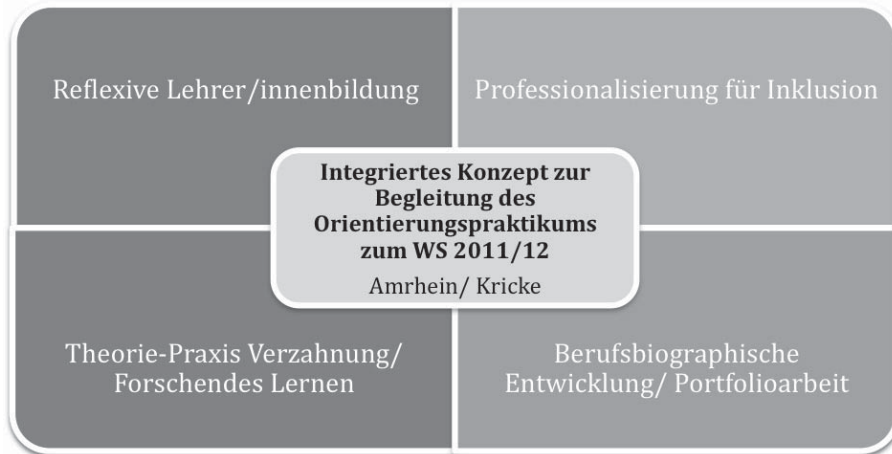 Reflexive Lehrer/innenbildung
Professionalisierung für Inklusion
Integriertes Konzept zur
Begleitung des
Orientierungspraktikums
zum WS 2011/12
Amrhein/ Kricke
Theorie-Praxis Verzahnung/
Forschendes Lernen
Berufsbiographische
Entwicklung/ Portfolioarbeit